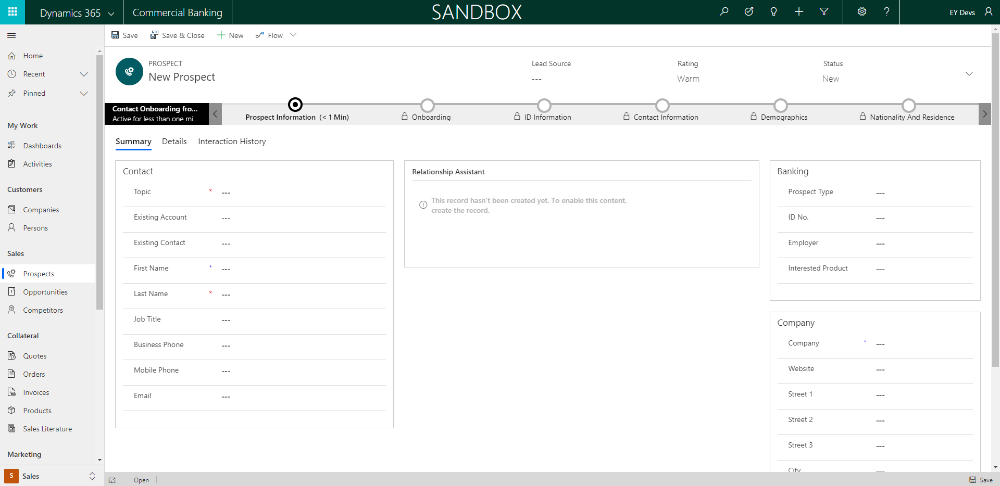 Dynamics 365
Commercial Banking
SANDBOX
EY Devs
Save
Save & Close
New
Flow
Home
Recent
Pinned
My Work
Dashboards
Activities
Customers
Companies
Persons
Sales
Prospects
Opportunities
Competitors
Collateral
Quotes
Orders
Invoices
Products
Sales Literature
Marketing
S
Sales
PROSPECT
New Prospect
Lead Source
---
Rating
Warm
Status
New
Contact Onboarding fro...
Active for less than one mi...
Prospect Information (< 1 Min)
Onboarding
ID Information
Contact Information
Demographics
Nationality And Residence
Summary
Details
Interaction History
Contact
Topic * ---
Existing Account ---
Existing Contact ---
First Name + ---
Last Name * ---
Job Title ---
Business Phone ---
Mobile Phone ---
Email ---
Relationship Assistant
This record hasn't been created yet. To enable this content,
create the record.
Banking
Prospect Type ---
ID No. ---
Employer ---
Interested Product ---
Company
Company + ---
Website ---
Street 1 ---
Street 2 ---
Street 3 ---
City ---
Open
Save